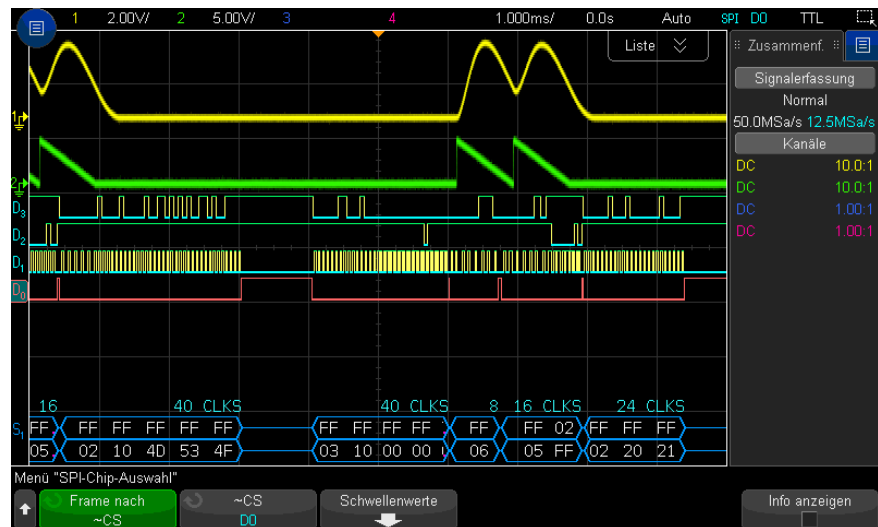 1 2.00V/ 2 5.00V/ 3 4 1.000ms/ 0.0s Auto SPI D0 TTL
Liste
Zusammenf.
Signalerfassung
Normal
50.0MSa/s 12.5MSa/s
Kanäle
DC 10.0:1
DC 10.0:1
DC 1.00:1
DC 1.00:1
1
2
D3
D2
D1
D0
16 40 CLKS 40 CLKS 8 16 CLKS 24 CLKS
S1 FF FF FF FF FF FF FF FF FF FF FF FF 02 FF FF FF
05 02 10 4D 53 4F 03 10 00 00 06 05 FF 02 20 21
Menü "SPI-Chip-Auswahl"
Frame nach ~CS Schwellenwerte Info anzeigen
~CS D0